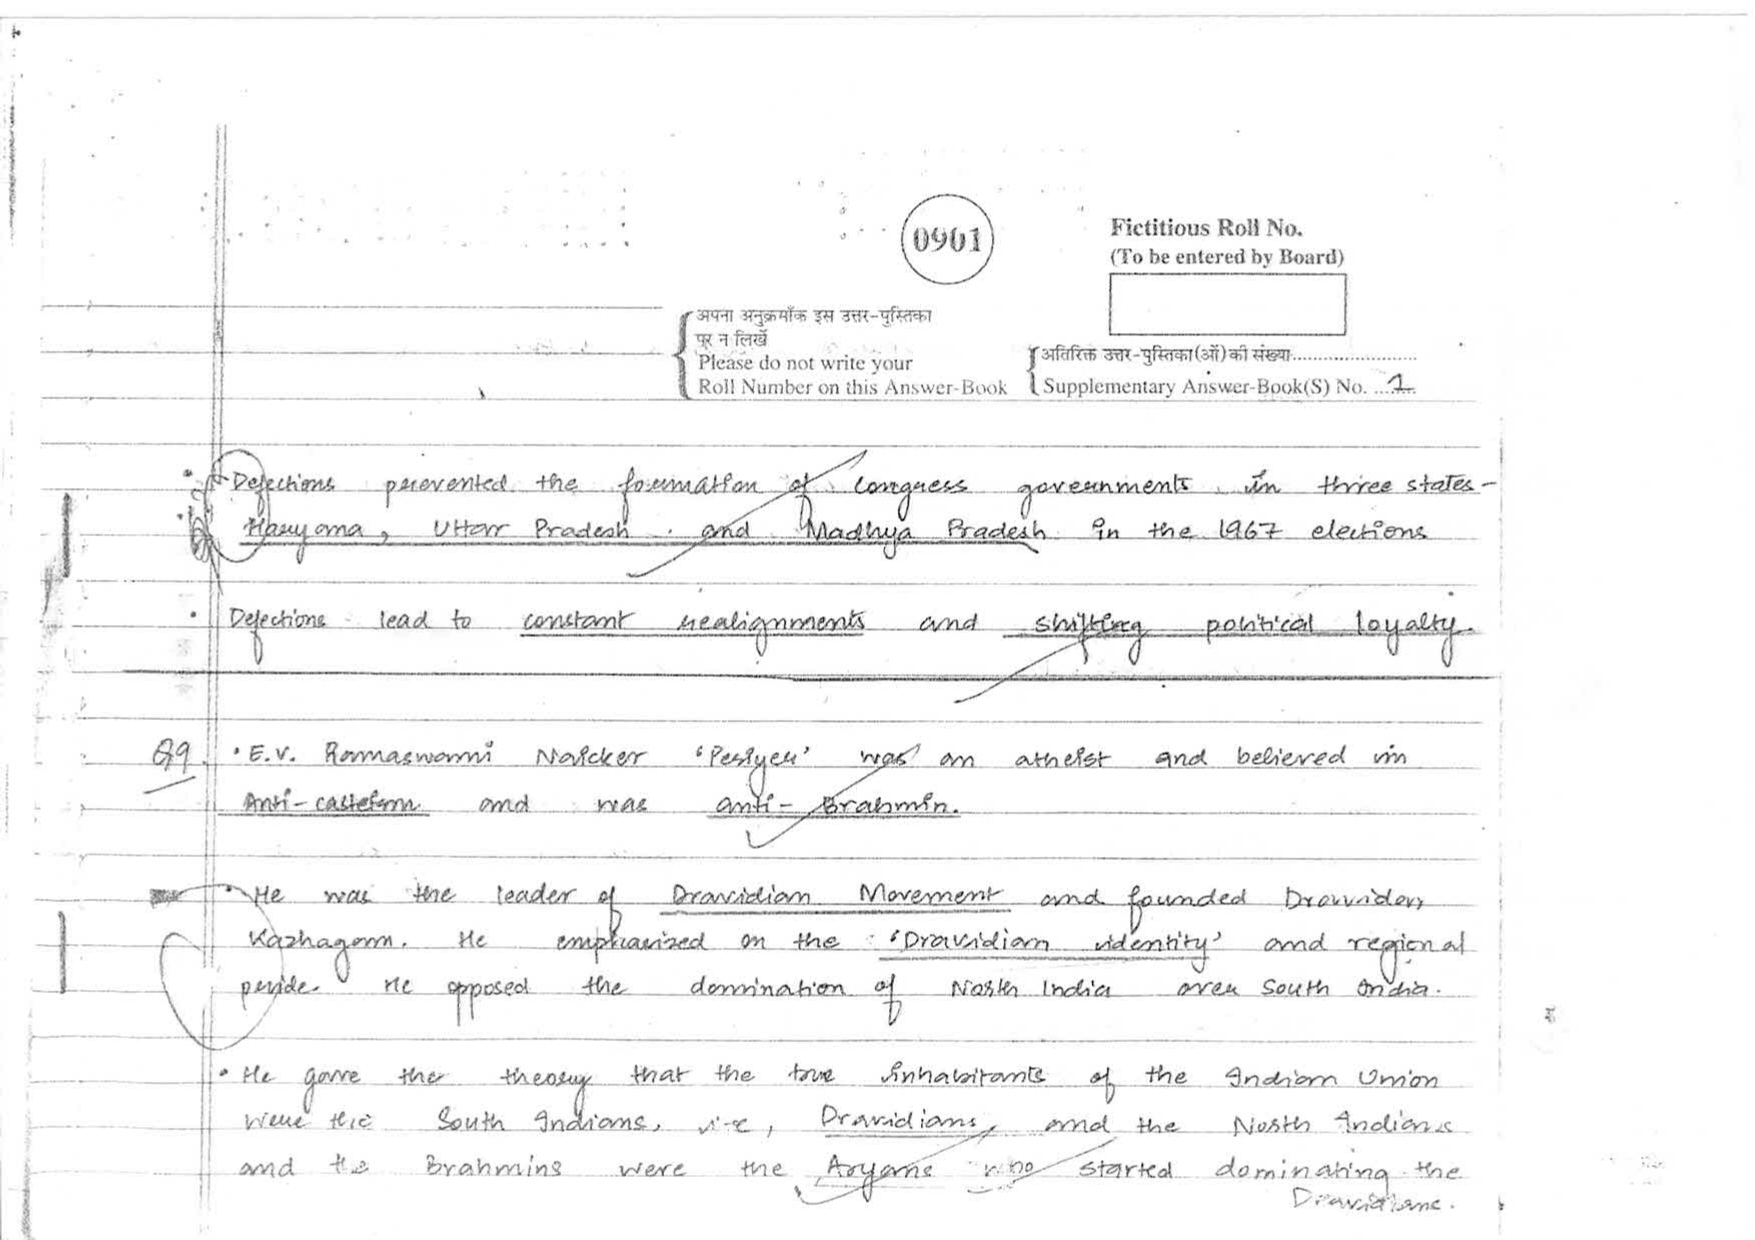 0901
Fictitious Roll No.
(To be entered by Board)
अपना अनुक्रमाँक इस उत्तर-पुस्तिका
पर न लिखें
Please do not write your
Roll Number on this Answer-Book
अतिरिक्त उत्तर-पुस्तिका(ओं) की संख्या....................
Supplementary Answer-Book(S) No. ...1...
• Defections prevented the formation of Congress governments in three states -
Haryana, Uttar Pradesh and Madhya Pradesh in the 1967 elections
• Defections lead to constant realignments and shifting political loyalty.
Q9. • E.V. Ramaswami Naicker 'Periyer' was an atheist and believed in
Anti-casteism and was anti-Brahmin.
• He was the leader of Dravidian Movement and founded Dravidan
Kazhagam. He emphasized on the 'Dravidian identity' and regional
pride. He opposed the domination of North India over South India.
• He gave the theory that the true inhabitants of the Indian Union
were the South Indians, i.e, Dravidians, and the North Indians
and the Brahmins were the Aryans who started dominating the
Dravidians.